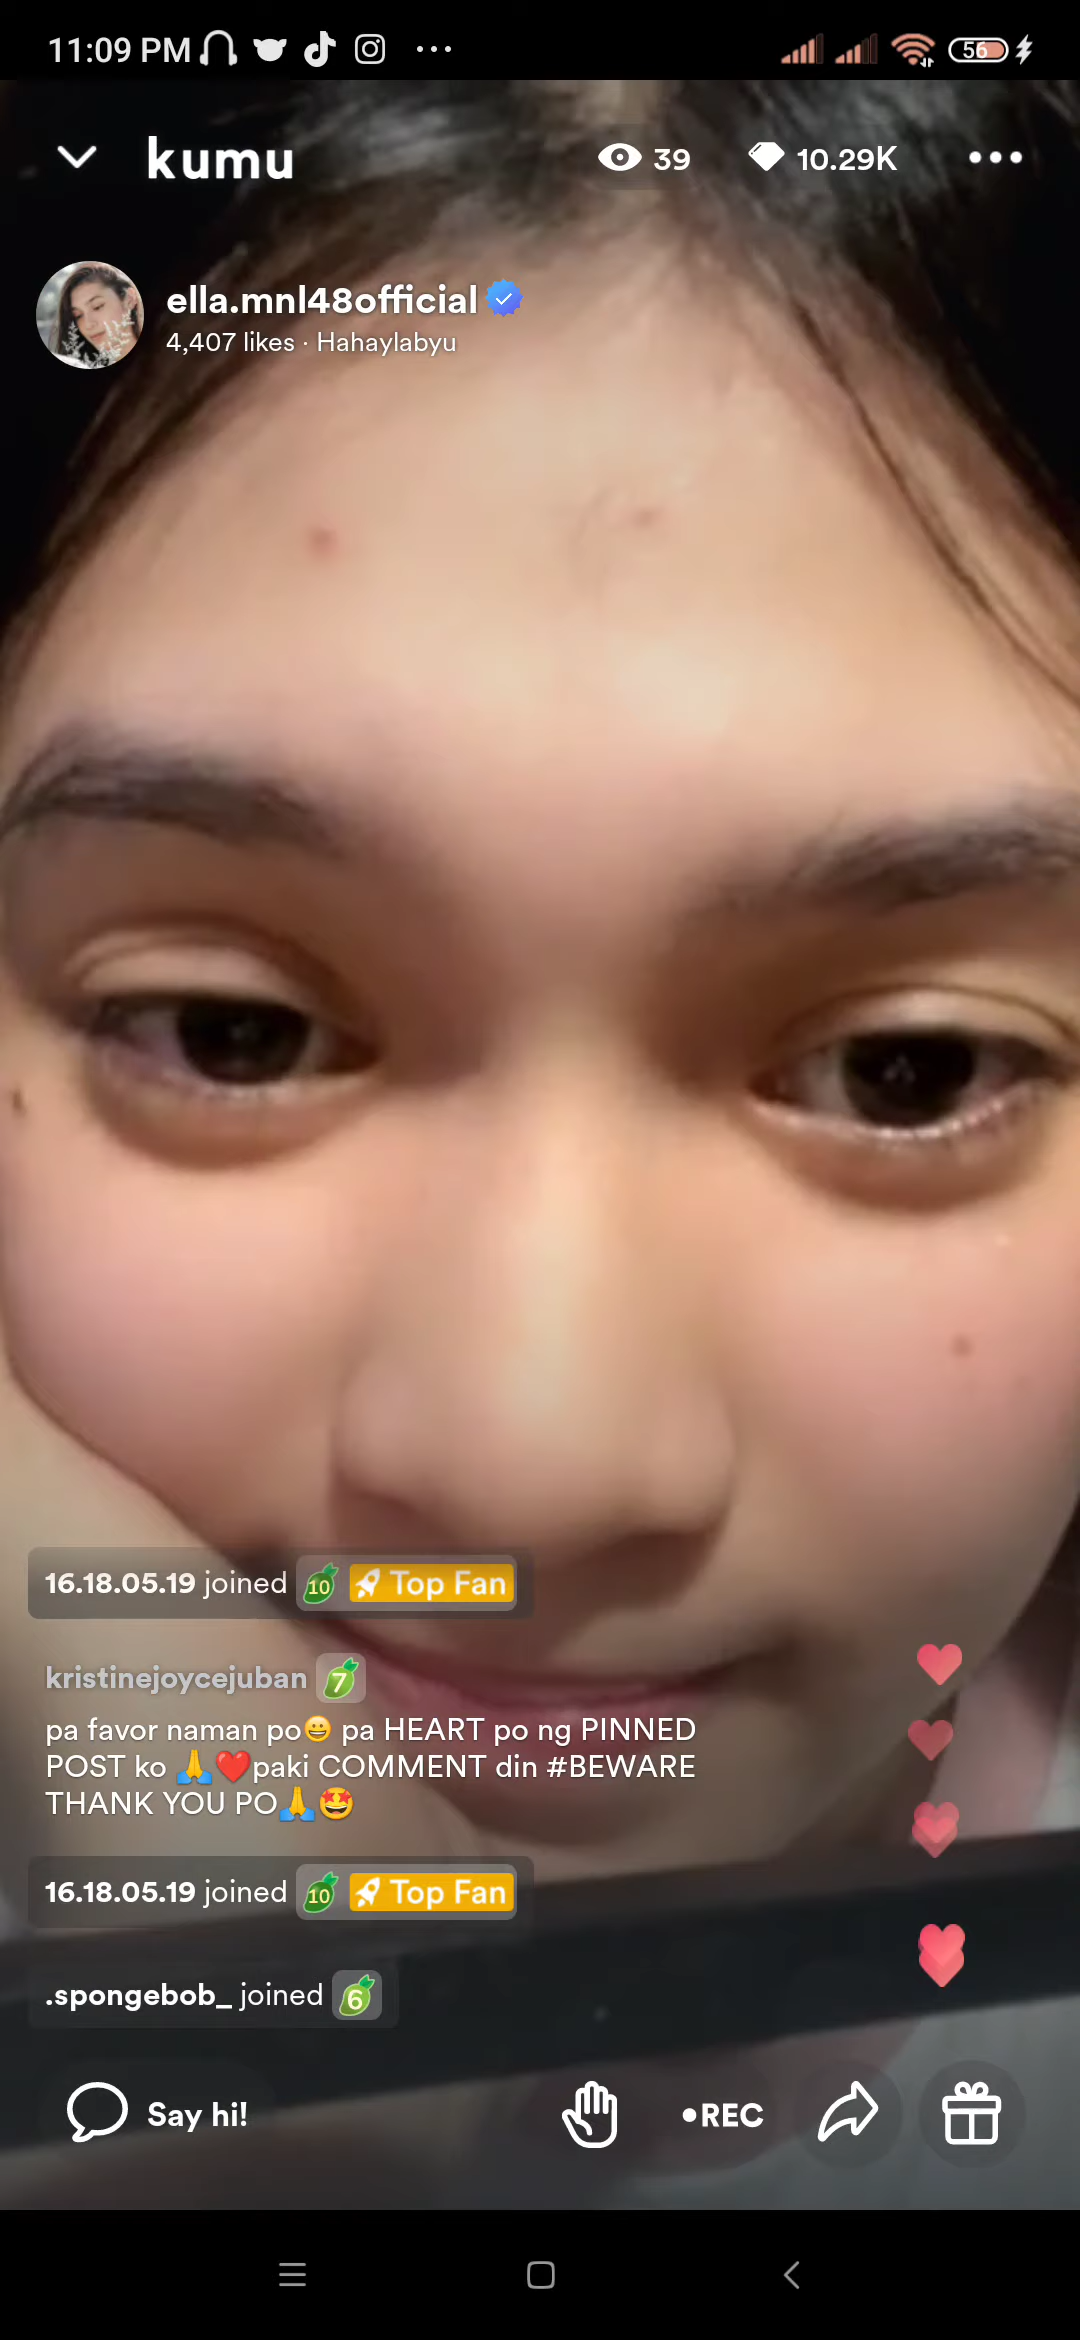 11:09 PM
56
kumu
39
10.29K
ella.mnl48official
4,407 likes · Hahaylabyu
16.18.05.19 joined 10 Top Fan
kristinejoycejuban 7
pa favor naman po😀 pa HEART po ng PINNED
POST ko 🙏❤️paki COMMENT din #BEWARE
THANK YOU PO🙏🤩
16.18.05.19 joined 10 Top Fan
.spongebob_ joined 6
Say hi!
•REC